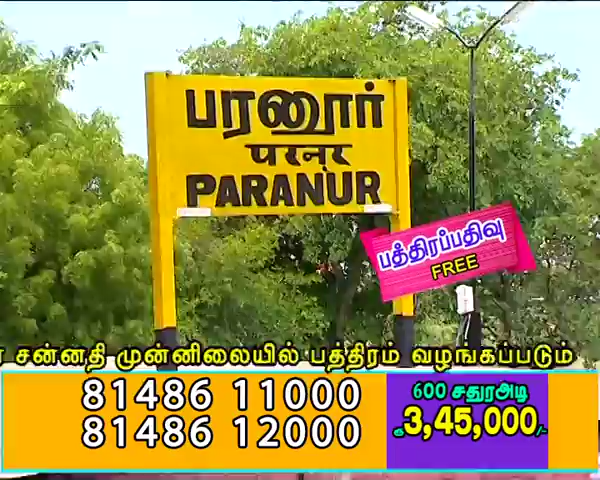 பரனூர்
परनूर
PARANUR
பத்திரப்பதிவு
FREE
சன்னதி முன்னிலையில் பத்திரம் வழங்கப்படும்
81486 11000
81486 12000
600 சதுரஅடி
ரூ.3,45,000/-